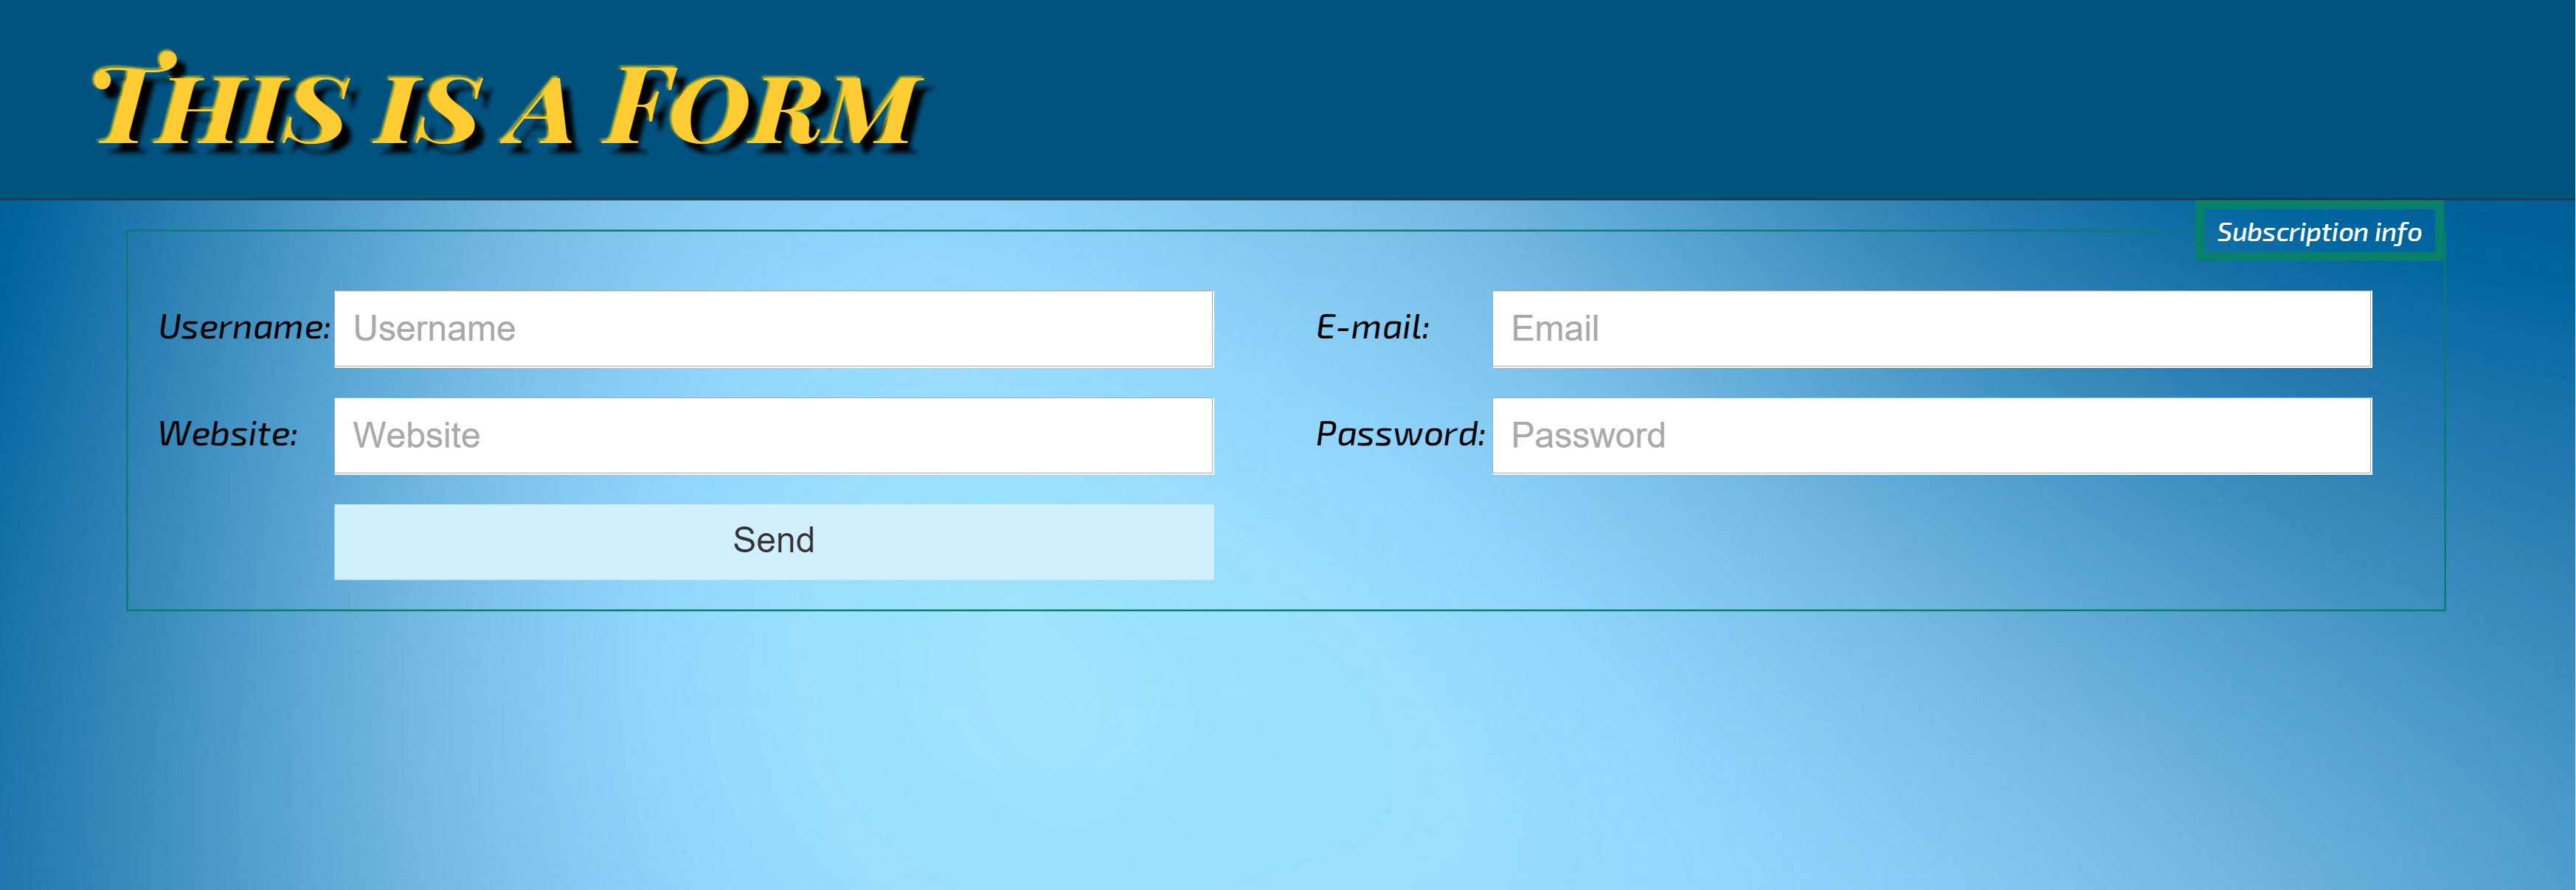 This is a Form
Subscription info
Username: Username
E-mail: Email
Website: Website
Password: Password
Send